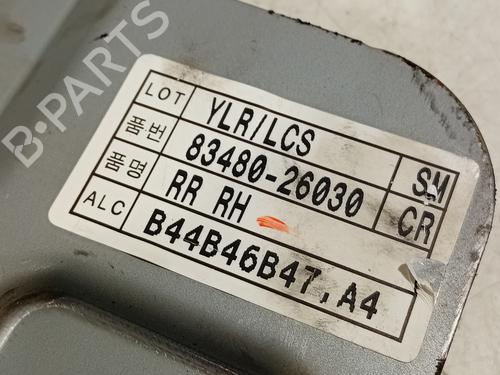 B-PARTS
LOT YLR/LCS
품번 83480-26030 SM
품명 RR RH CR
ALC B44B46B47,A4